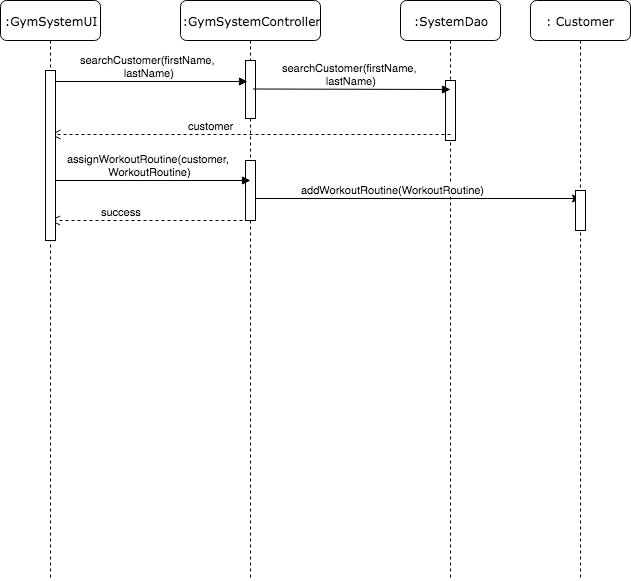 :GymSystemUI
:GymSystemController
:SystemDao
: Customer
searchCustomer(firstName,
lastName)
searchCustomer(firstName,
lastName)
customer
assignWorkoutRoutine(customer,
WorkoutRoutine)
addWorkoutRoutine(WorkoutRoutine)
success